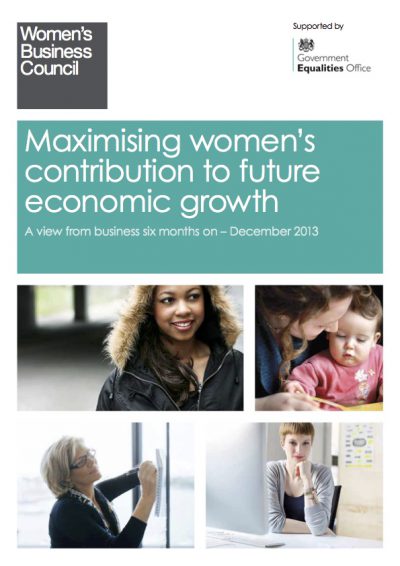 Women's
Business
Council
Supported by
Government
Equalities Office
Maximising women's
contribution to future
economic growth
A view from business six months on – December 2013